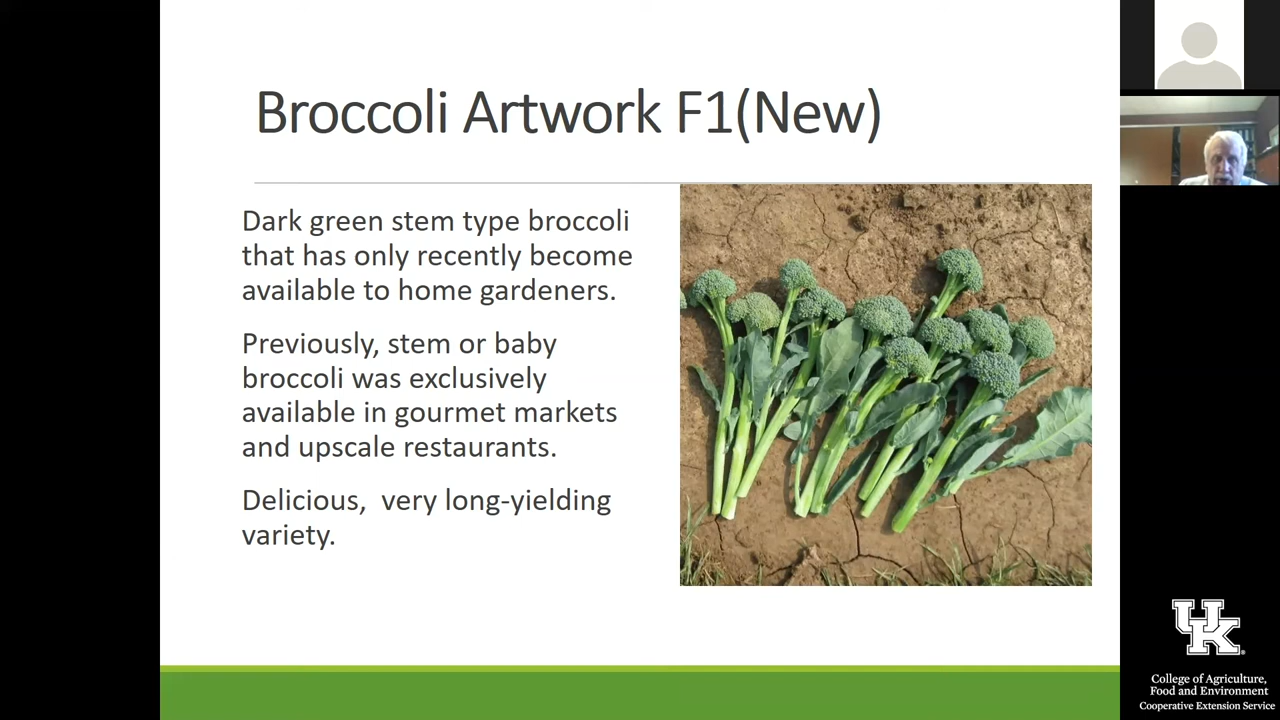 Broccoli Artwork F1(New)
Dark green stem type broccoli
that has only recently become
available to home gardeners.
Previously, stem or baby
broccoli was exclusively
available in gourmet markets
and upscale restaurants.
Delicious,  very long-yielding
variety.
UK
College of Agriculture,
Food and Environment
Cooperative Extension Service